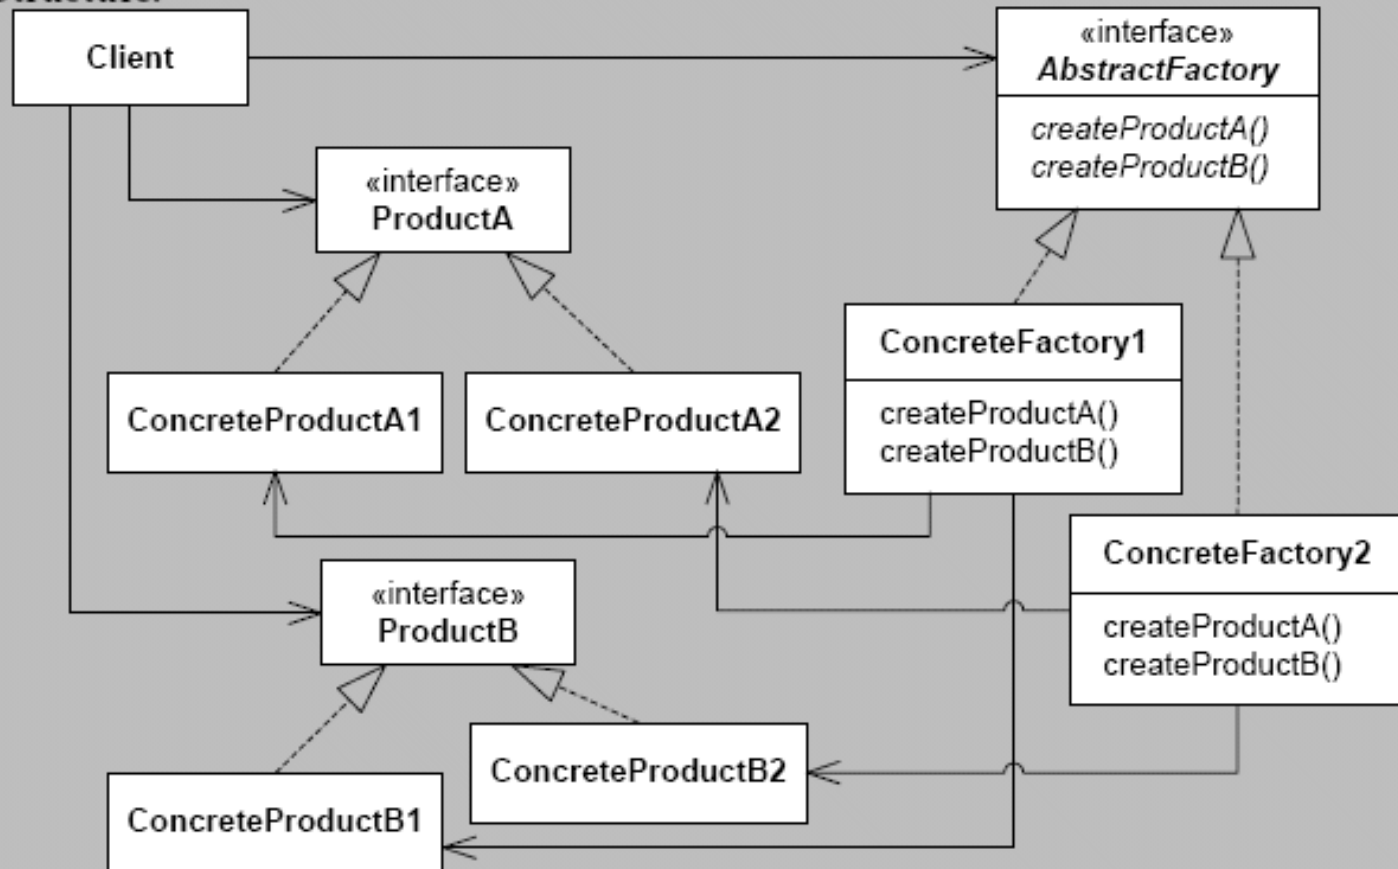 Client
«interface»
AbstractFactory
createProductA()
createProductB()
«interface»
ProductA
ConcreteFactory1
createProductA()
createProductB()
ConcreteProductA1
ConcreteProductA2
ConcreteFactory2
createProductA()
createProductB()
«interface»
ProductB
ConcreteProductB2
ConcreteProductB1